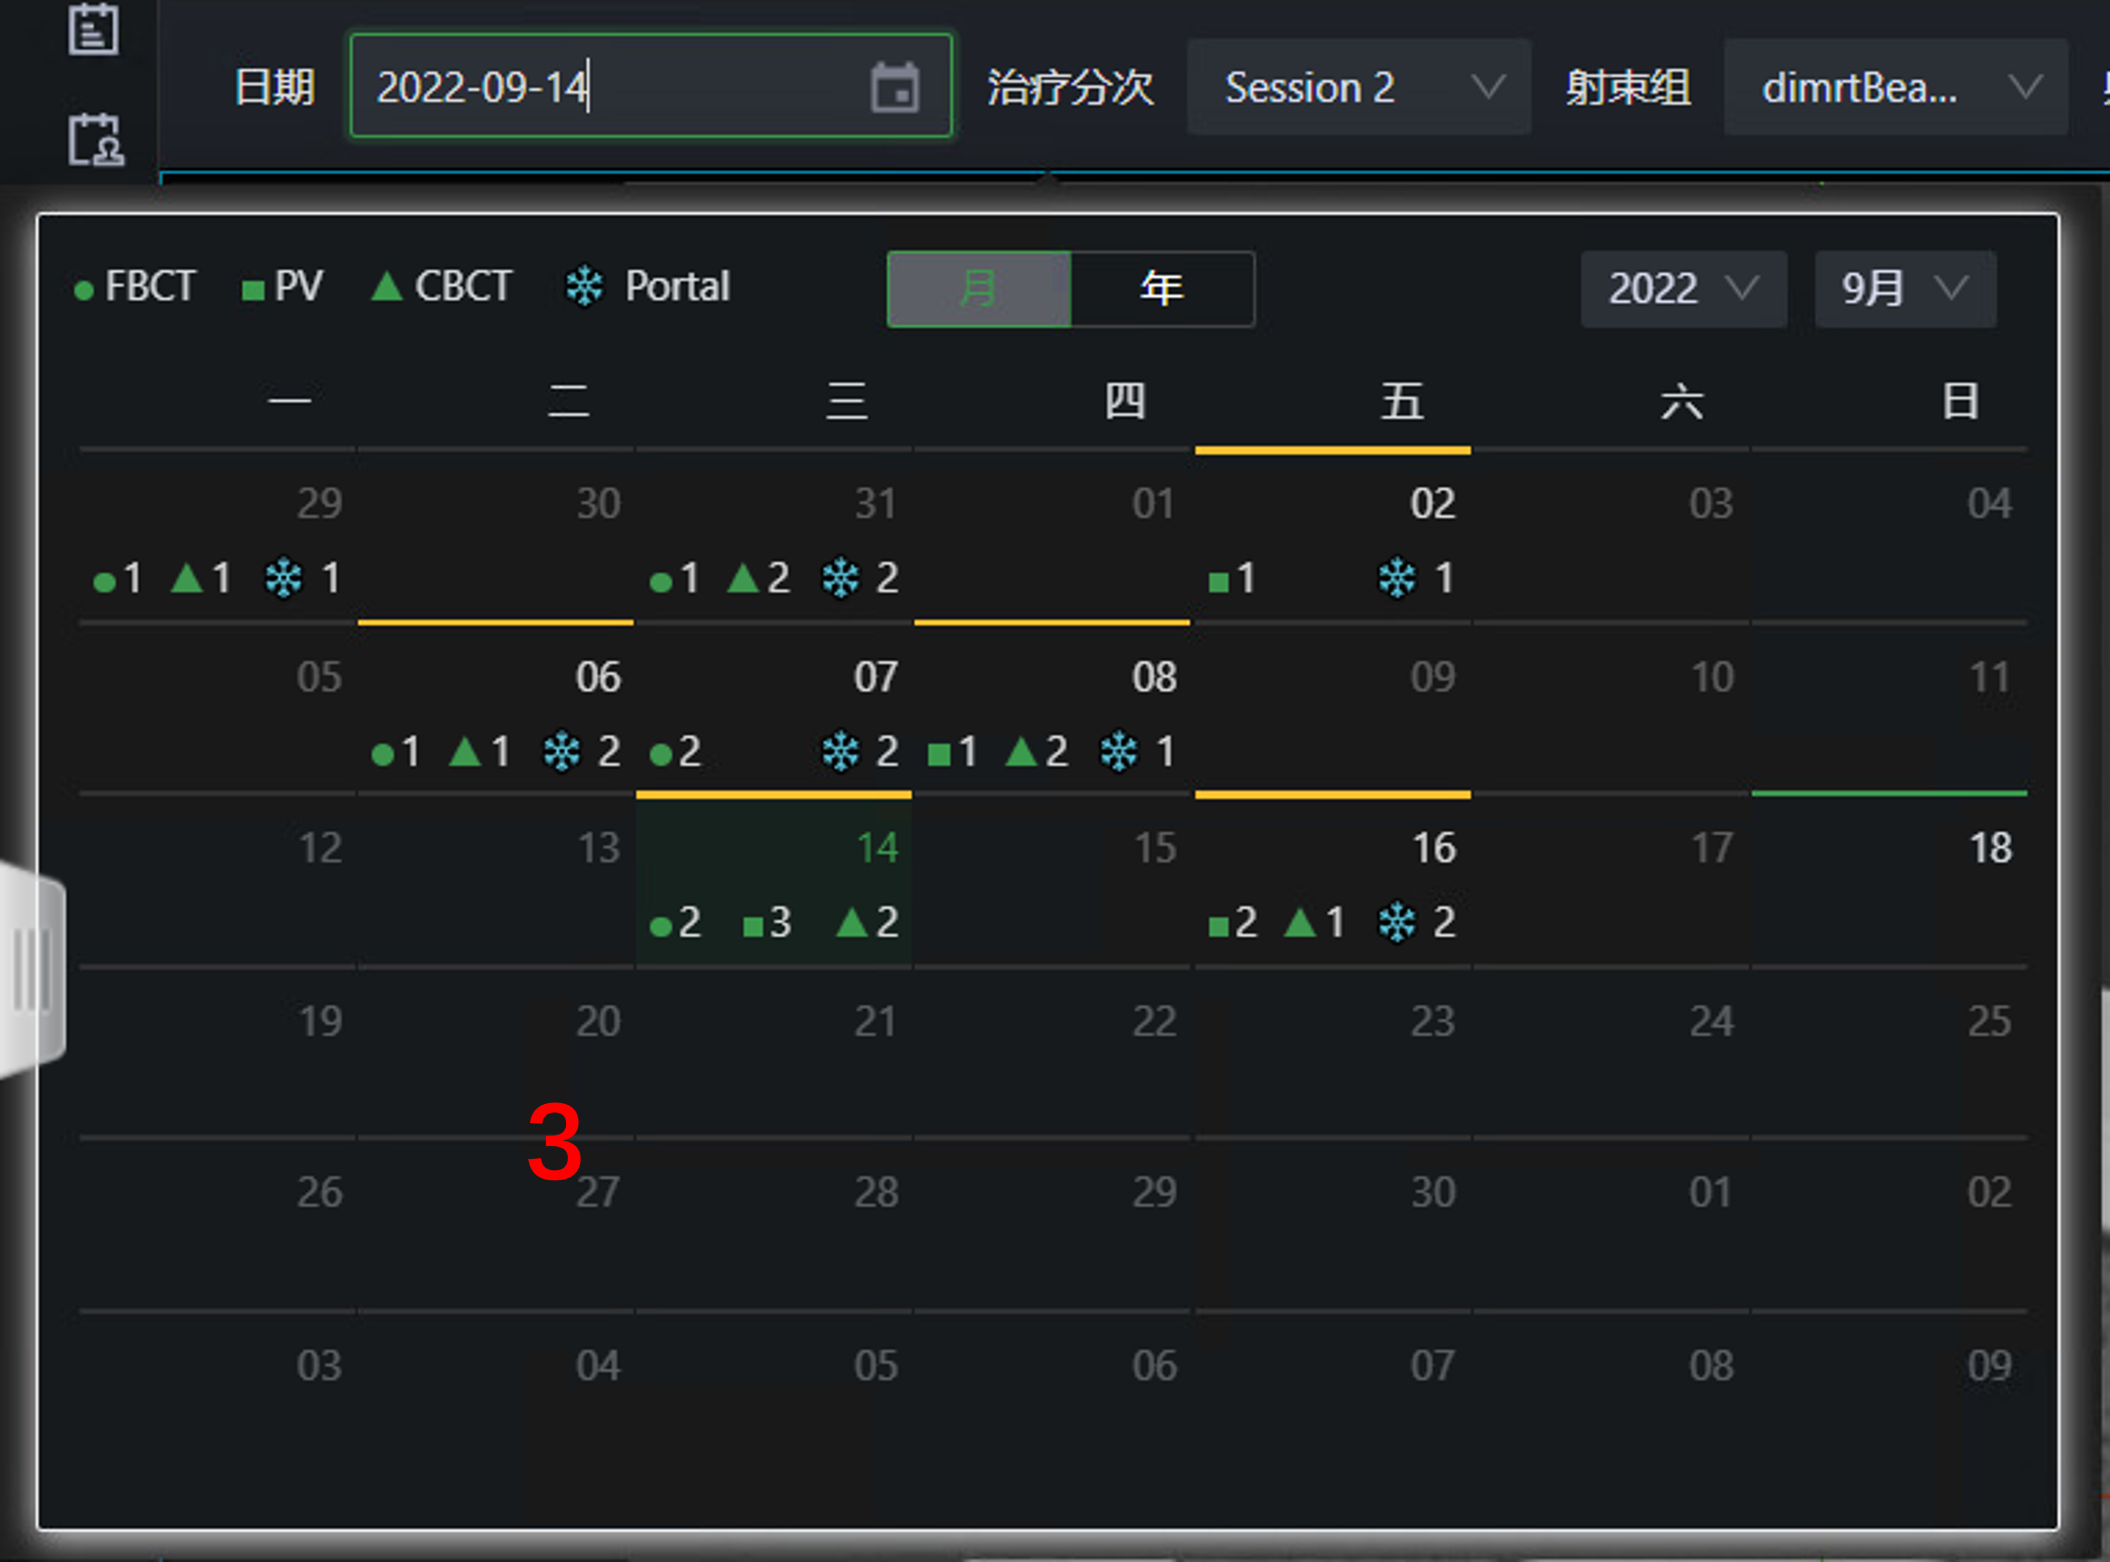 日期 2022-09-14 治疗分次 Session 2 射束组 dimrtBea...
FBCT PV CBCT Portal 月 年 2022 9月
一 二 三 四 五 六 日
29 30 31 01 02 03 04
1 1 1 1 2 2 1 1
05 06 07 08 09 10 11
1 1 2 2 2 1 2 1
12 13 14 15 16 17 18
2 3 2 2 1 2
19 20 21 22 23 24 25
3
26 27 28 29 30 01 02
03 04 05 06 07 08 09